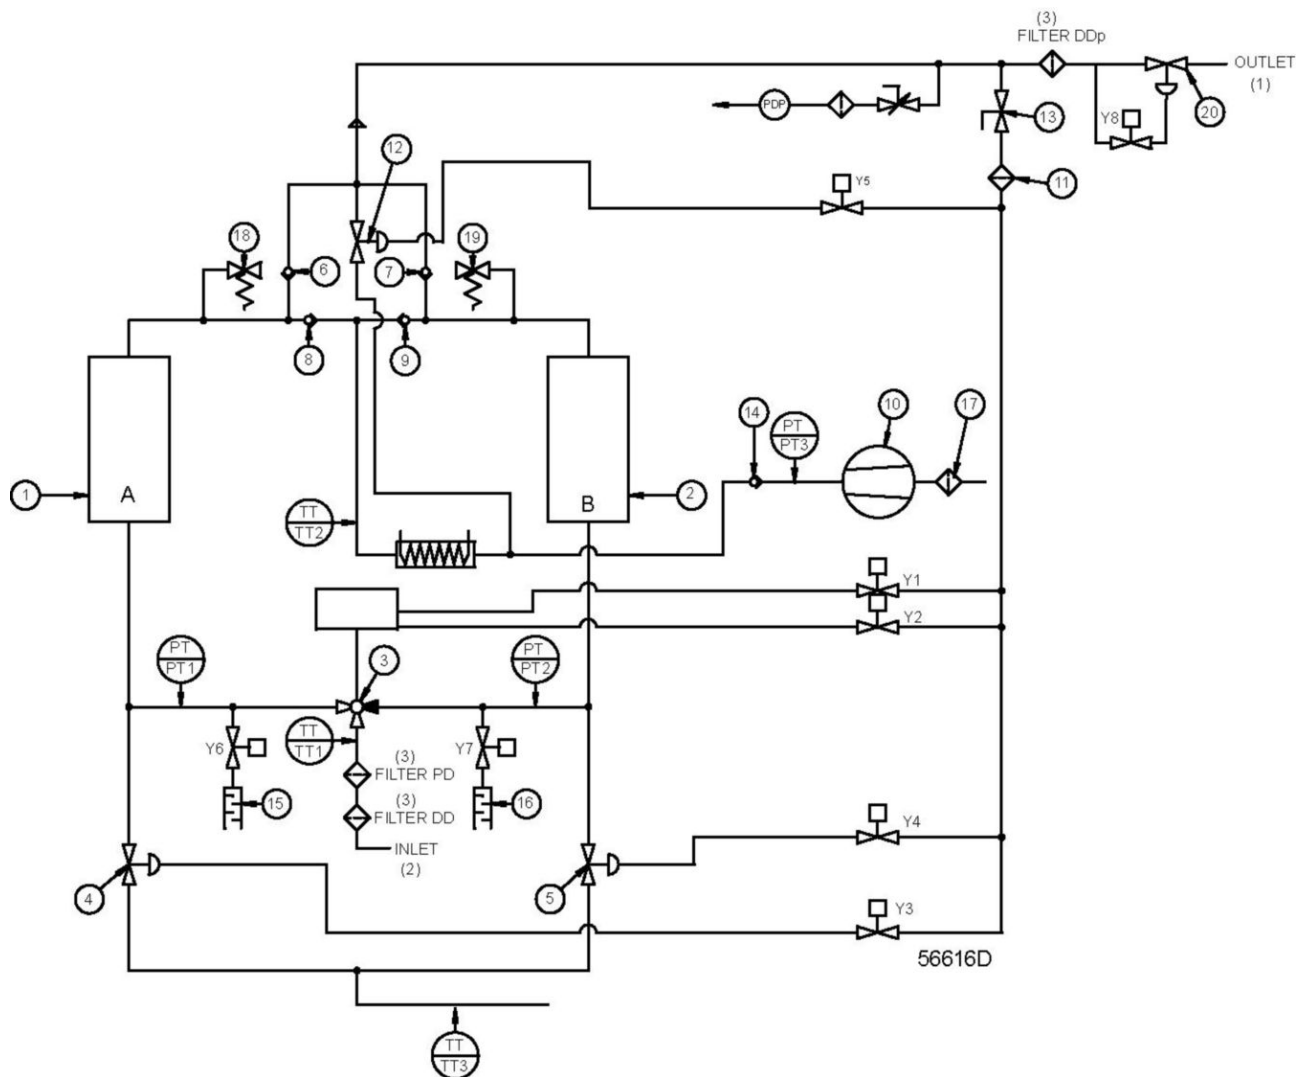 (3)
FILTER DDp
OUTLET
(1)
20
PDP
13
Y8
12
11
Y5
18
19
6
7
8
9
14
PT
PT3
10
17
1
A
B
2
TT
TT2
Y1
Y2
PT
PT1
3
PT
PT2
TT
TT1
Y6
Y7
(3)
FILTER PD
15
16
(3)
FILTER DD
INLET
(2)
Y4
4
5
Y3
56616D
TT
TT3